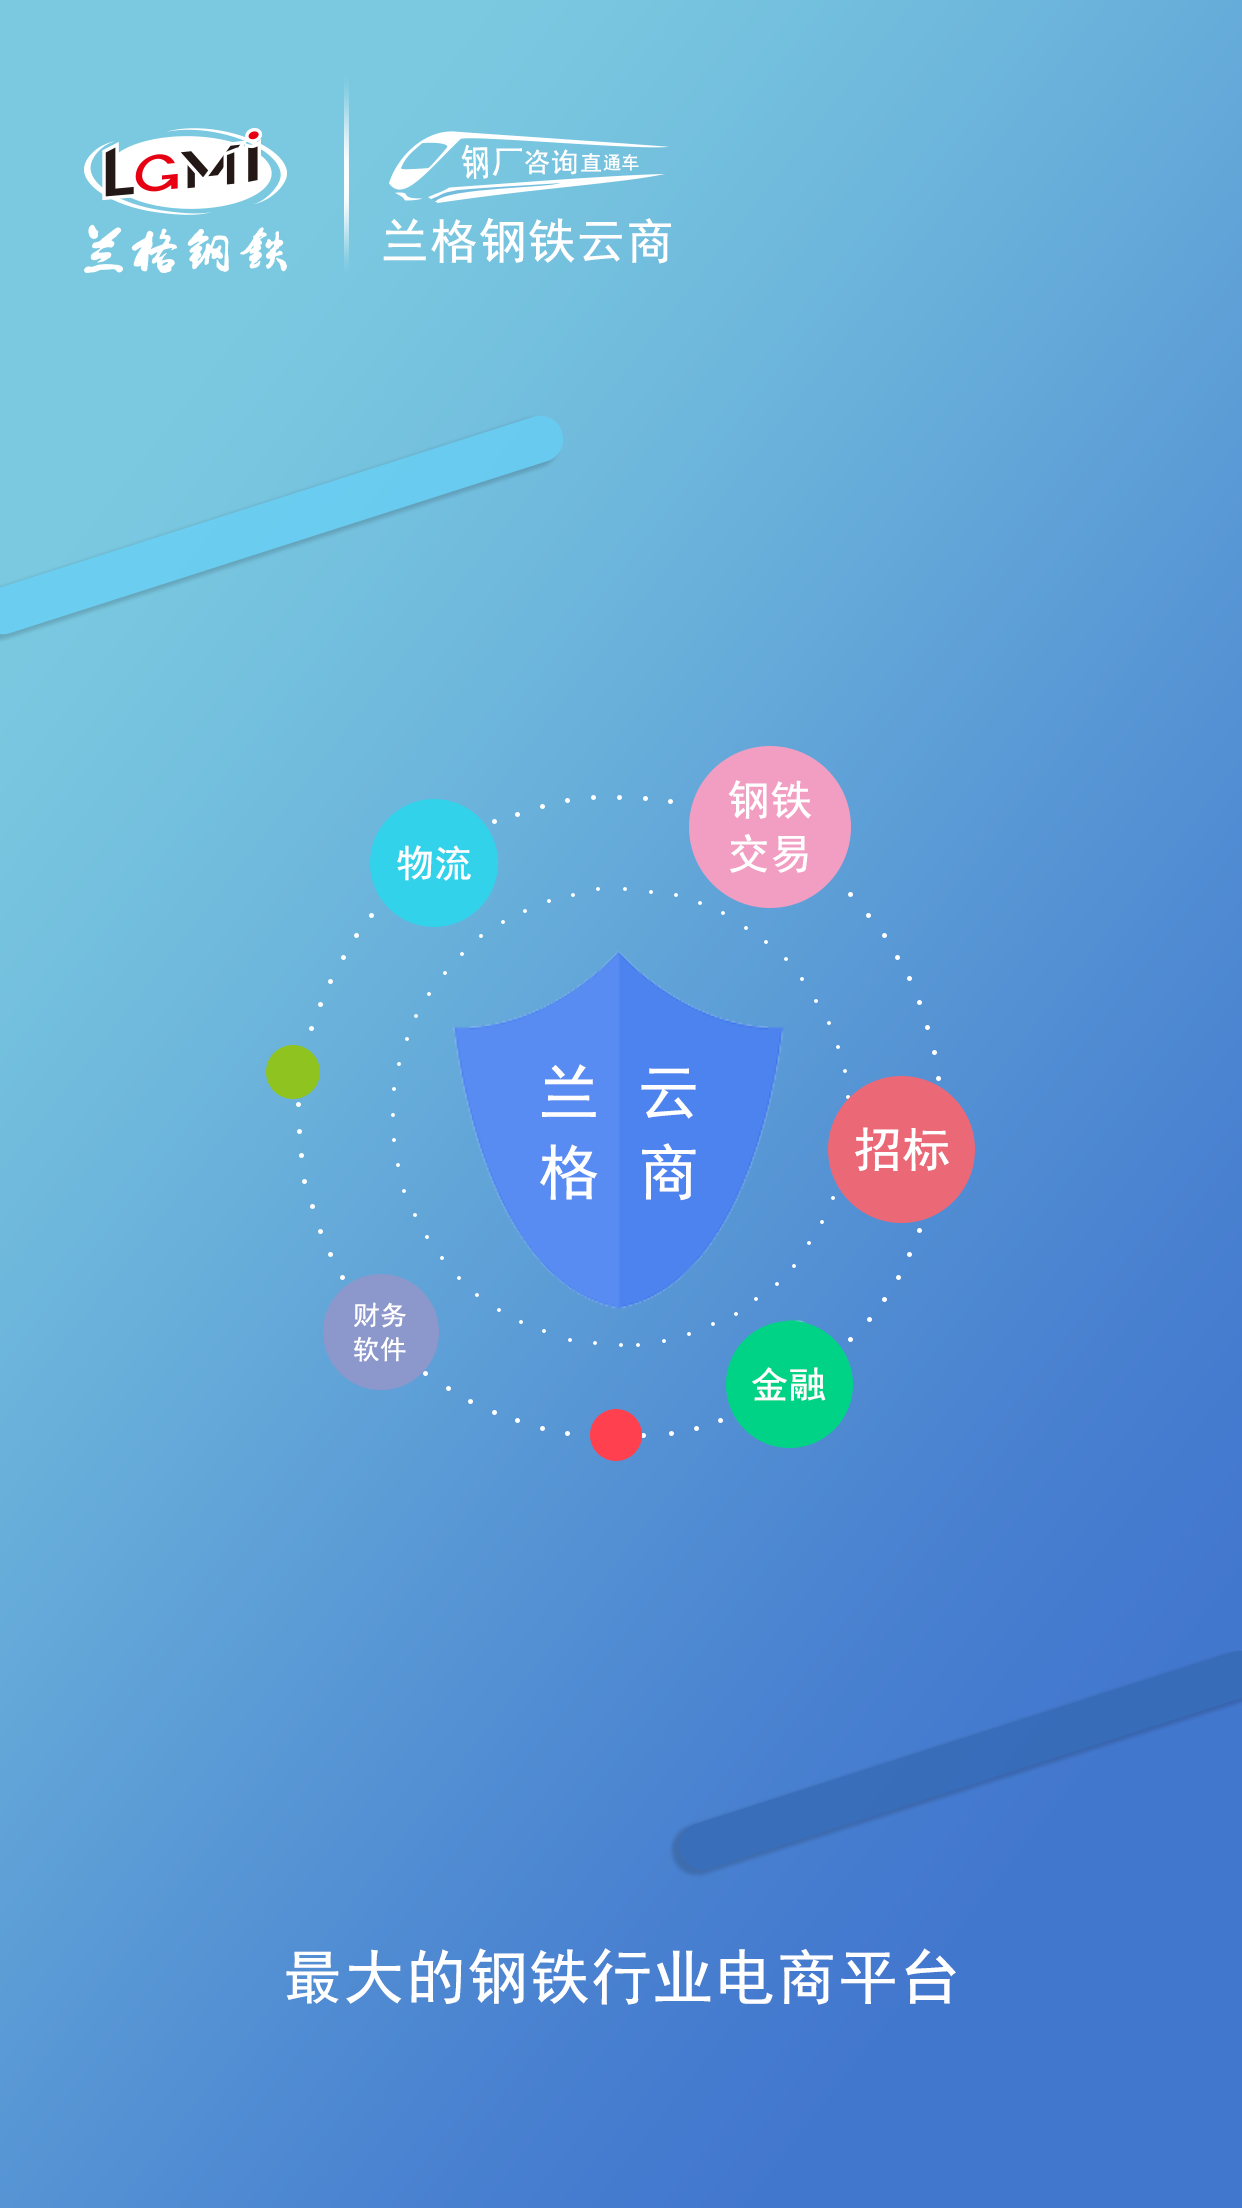 LGMi
兰格钢鉄
钢厂咨询直通车
兰格钢铁云商
钢铁
交易
物流
兰云
格商
招标
财务
软件
金融
最大的钢铁行业电商平台